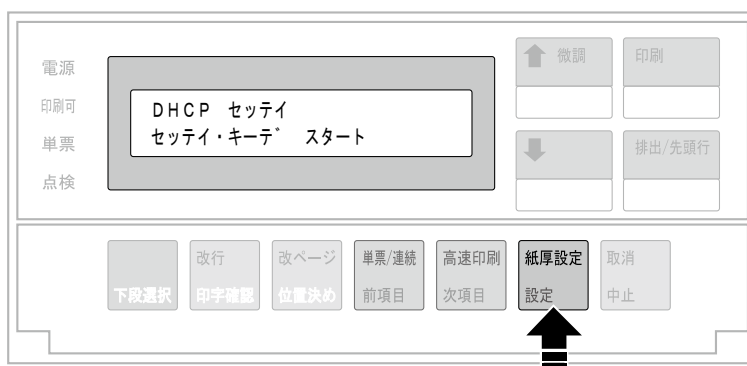 電源
印刷可
単票
点検
DHCP セッテイ
セッテイ・キーデ゛ スタート
微調
印刷
排出/先頭行
下段選択
改行
印字確認
改ページ
位置決め
単票/連続
前項目
高速印刷
次項目
紙厚設定
設定
取消
中止